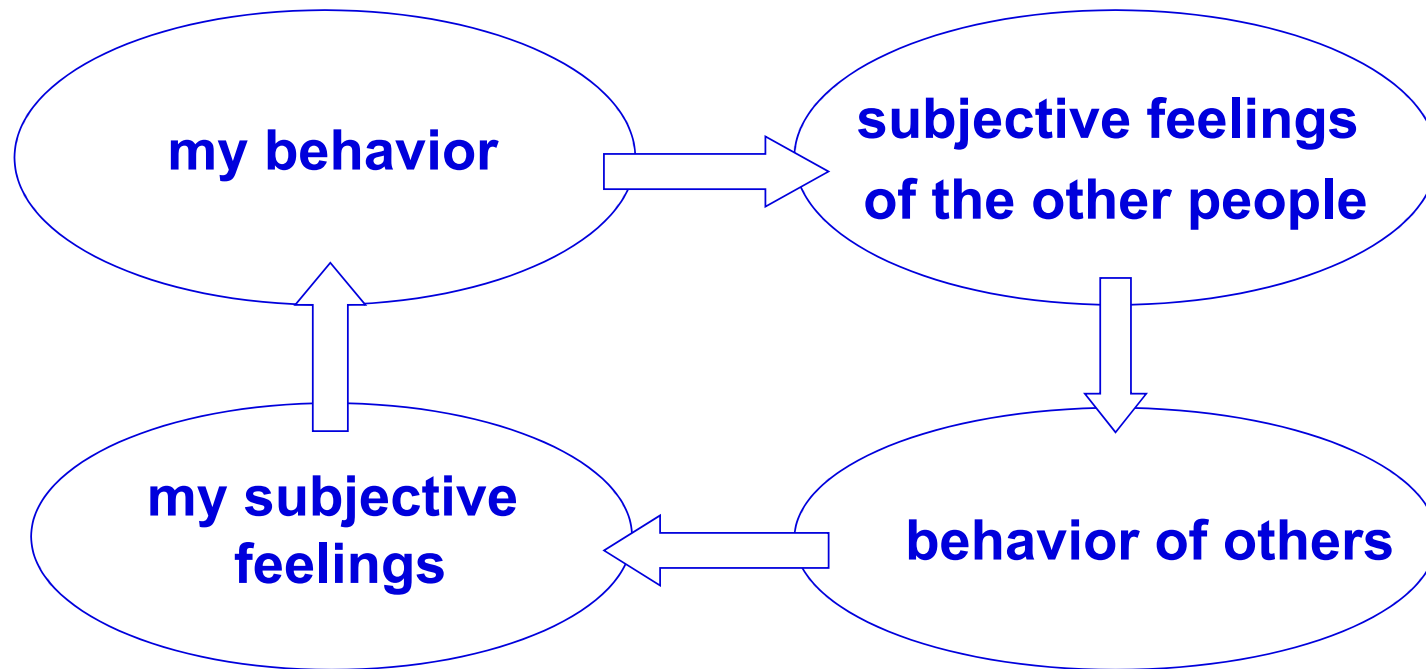 my behavior
subjective feelings
of the other people
my subjective
feelings
behavior of others